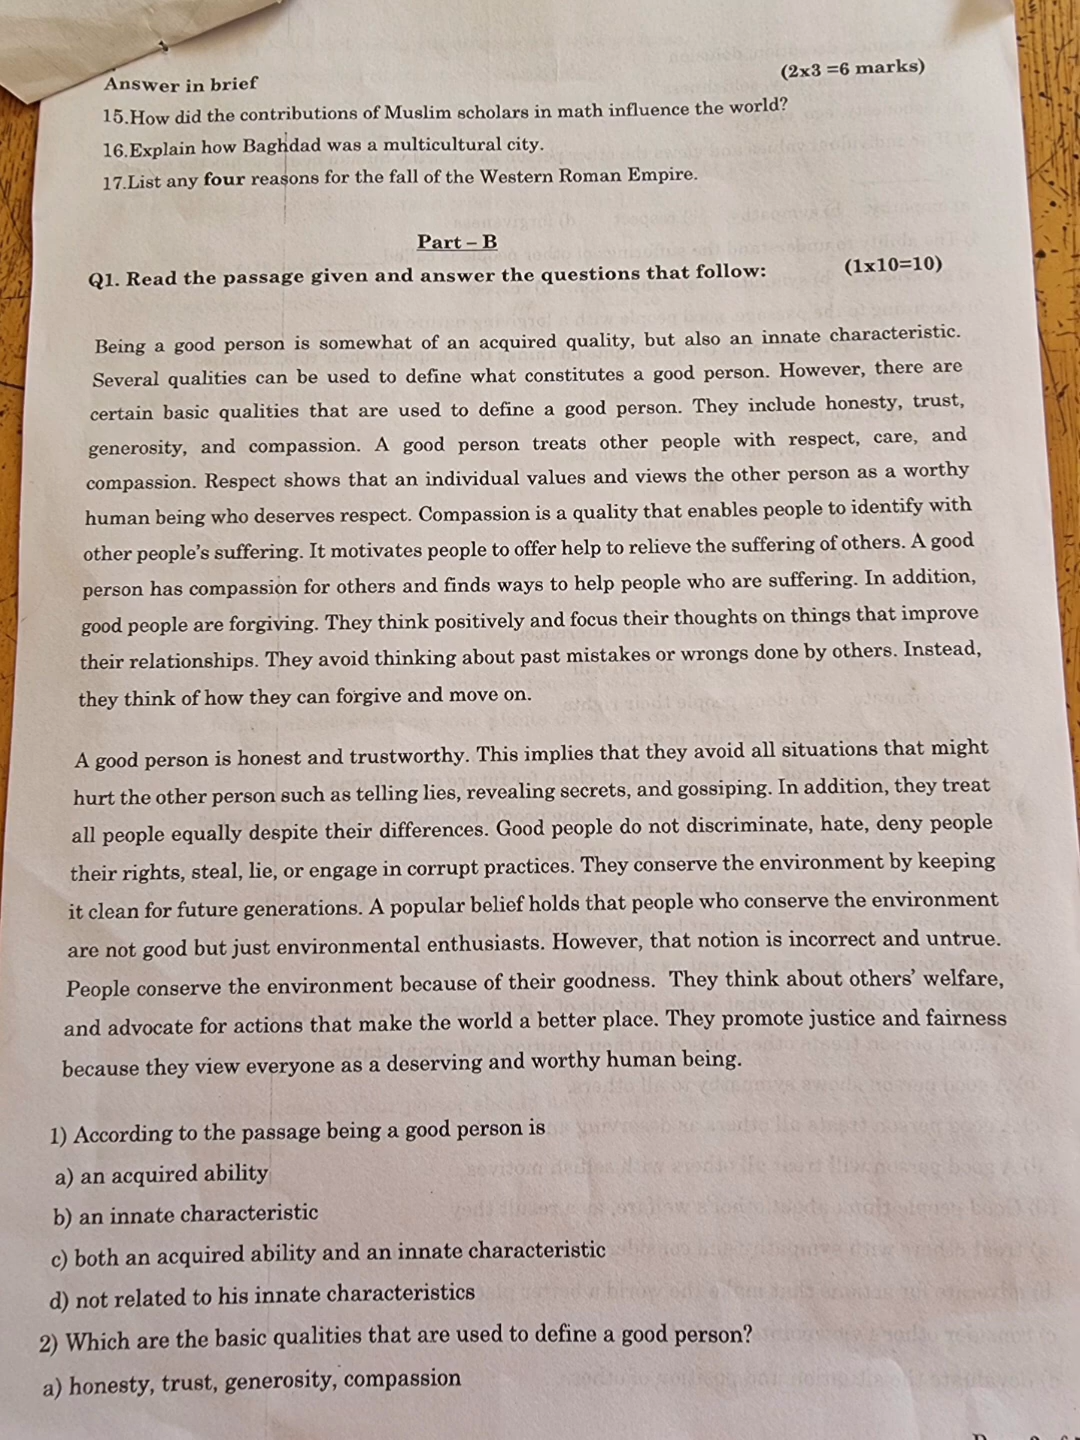 Answer in brief
(2x3 =6 marks)
15.How did the contributions of Muslim scholars in math influence the world?
16.Explain how Baghdad was a multicultural city.
17.List any four reasons for the fall of the Western Roman Empire.
Part – B
Q1. Read the passage given and answer the questions that follow:
(1x10=10)
Being a good person is somewhat of an acquired quality, but also an innate characteristic.
Several qualities can be used to define what constitutes a good person. However, there are
certain basic qualities that are used to define a good person. They include honesty, trust,
generosity, and compassion. A good person treats other people with respect, care, and
compassion. Respect shows that an individual values and views the other person as a worthy
human being who deserves respect. Compassion is a quality that enables people to identify with
other people's suffering. It motivates people to offer help to relieve the suffering of others. A good
person has compassion for others and finds ways to help people who are suffering. In addition,
good people are forgiving. They think positively and focus their thoughts on things that improve
their relationships. They avoid thinking about past mistakes or wrongs done by others. Instead,
they think of how they can forgive and move on.
A good person is honest and trustworthy. This implies that they avoid all situations that might
hurt the other person such as telling lies, revealing secrets, and gossiping. In addition, they treat
all people equally despite their differences. Good people do not discriminate, hate, deny people
their rights, steal, lie, or engage in corrupt practices. They conserve the environment by keeping
it clean for future generations. A popular belief holds that people who conserve the environment
are not good but just environmental enthusiasts. However, that notion is incorrect and untrue.
People conserve the environment because of their goodness. They think about others' welfare,
and advocate for actions that make the world a better place. They promote justice and fairness
because they view everyone as a deserving and worthy human being.
1) According to the passage being a good person is
a) an acquired ability
b) an innate characteristic
c) both an acquired ability and an innate characteristic
d) not related to his innate characteristics
2) Which are the basic qualities that are used to define a good person?
a) honesty, trust, generosity, compassion